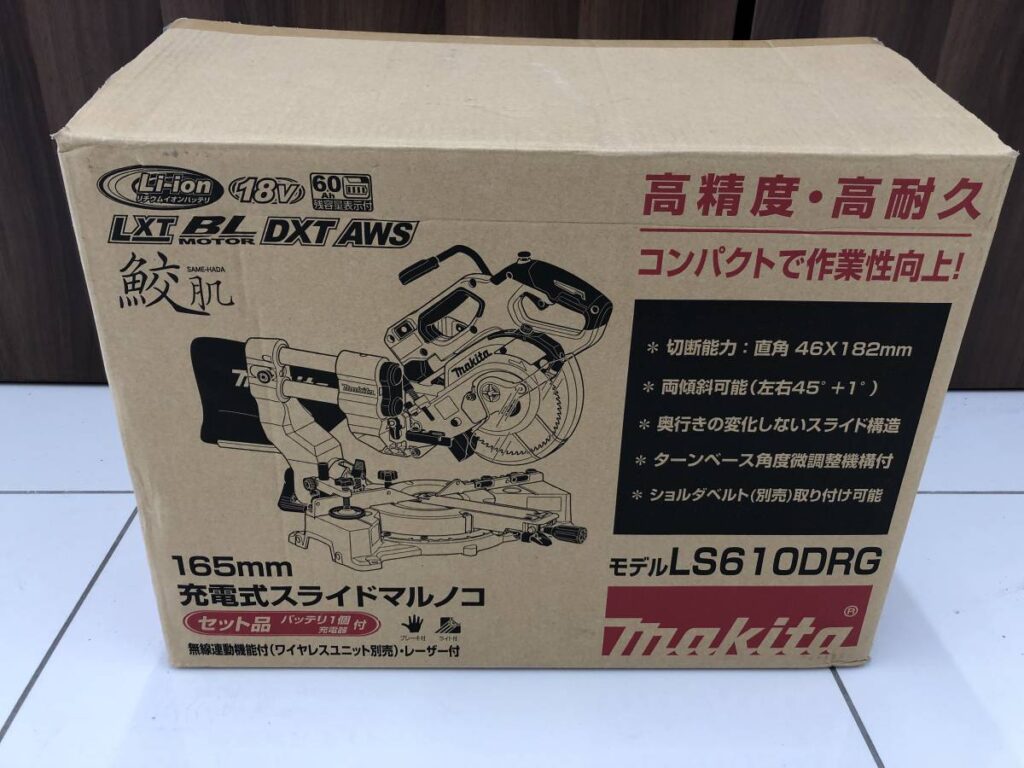 Li-ion
リチウムイオンバッテリ
18V
6.0
Ah
残容量表示付
LXT BL MOTOR DXT AWS
鮫肌
SAME-HADA
高精度・高耐久
コンパクトで作業性向上!
＊ 切断能力：直角 46X182mm
＊ 両傾斜可能(左右45°＋1°)
＊ 奥行きの変化しないスライド構造
＊ ターンベース角度微調整機構付
＊ ショルダベルト(別売)取り付け可能
makita
makita
165mm
充電式スライドマルノコ
セット品 バッテリ1個 充電器 付
ブレーキ付
ライト付
無線連動機能付(ワイヤレスユニット別売)・レーザー付
モデルLS610DRG
makita®